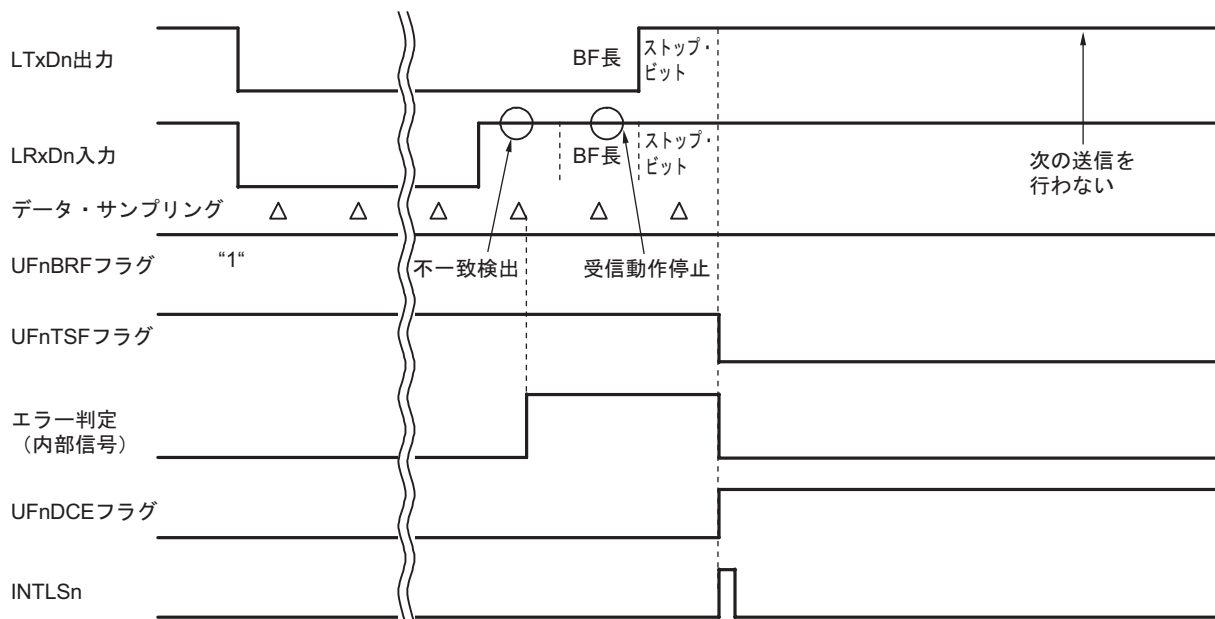 LTxDn出力
BF長
ストップ・
ビット
LRxDn入力
BF長
ストップ・
ビット
次の送信を
行わない
データ・サンプリング
UFnBRFフラグ
“1“
不一致検出
受信動作停止
UFnTSFフラグ
エラー判定
（内部信号）
UFnDCEフラグ
INTLSn